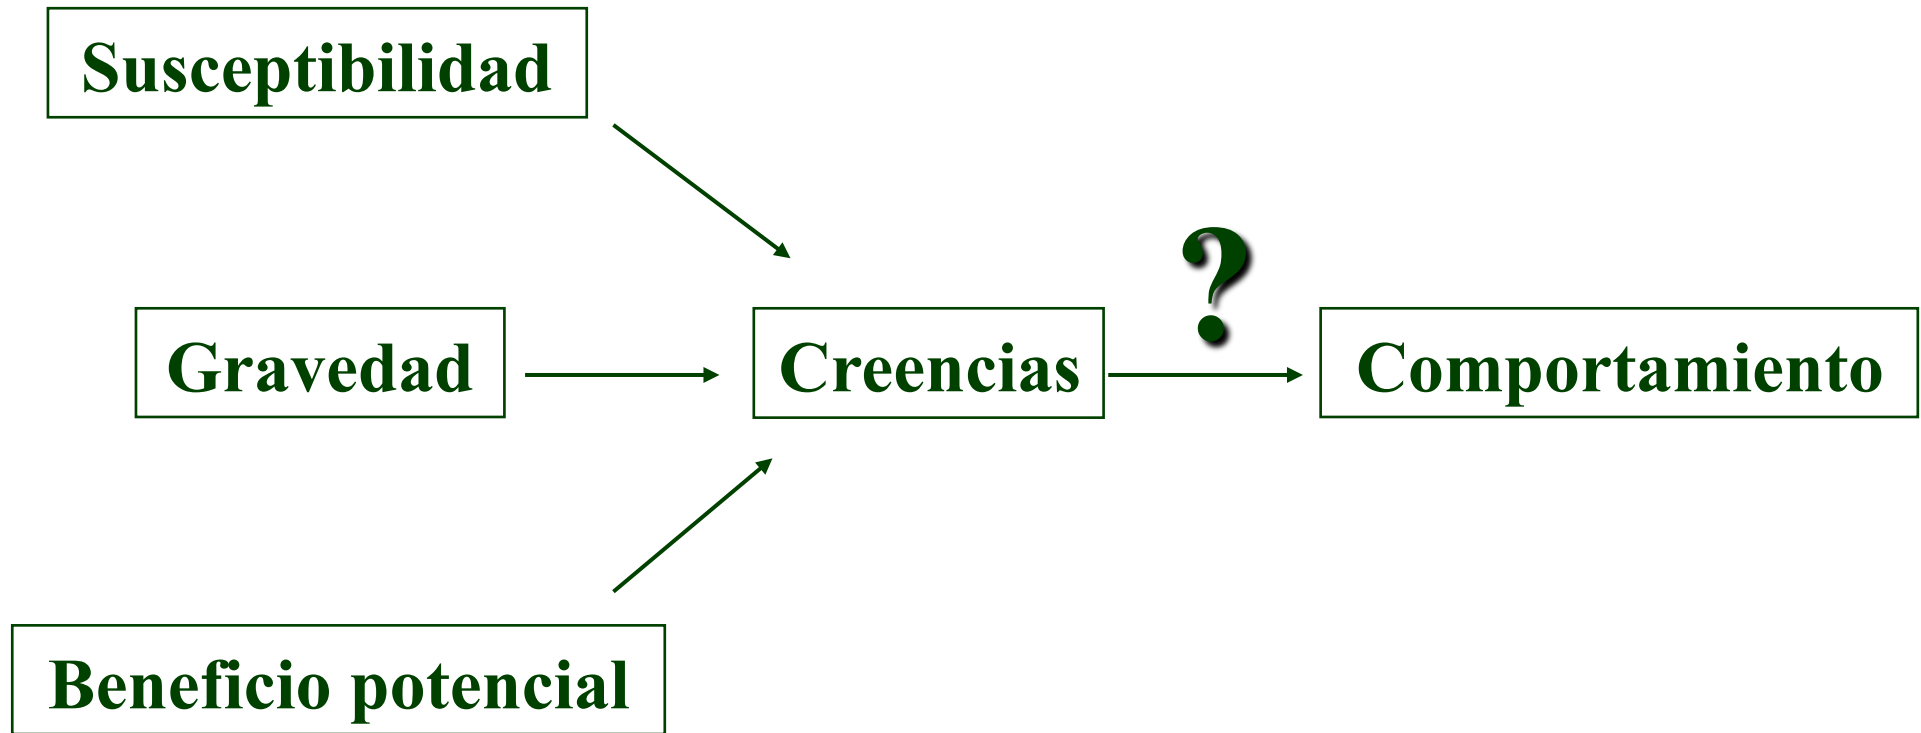 Susceptibilidad
?
Gravedad
Creencias
Comportamiento
Beneficio potencial